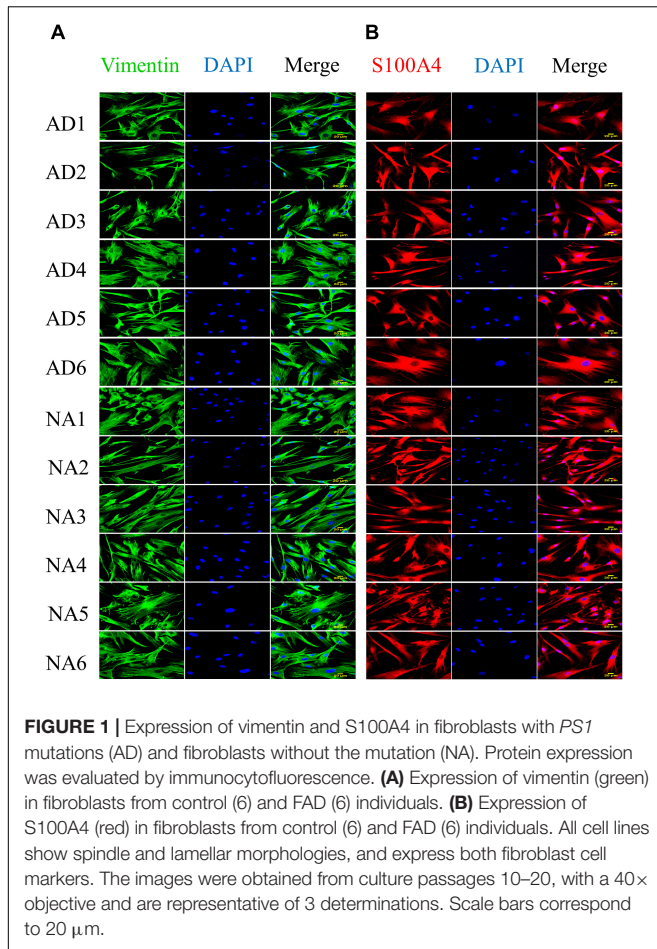 A B
Vimentin DAPI Merge S100A4 DAPI Merge
AD1
AD2
AD3
AD4
AD5
AD6
NA1
NA2
NA3
NA4
NA5
NA6
FIGURE 1 | Expression of vimentin and S100A4 in fibroblasts with PS1
mutations (AD) and fibroblasts without the mutation (NA). Protein expression
was evaluated by immunocytofluorescence. (A) Expression of vimentin (green)
in fibroblasts from control (6) and FAD (6) individuals. (B) Expression of
S100A4 (red) in fibroblasts from control (6) and FAD (6) individuals. All cell lines
show spindle and lamellar morphologies, and express both fibroblast cell
markers. The images were obtained from culture passages 10–20, with a 40×
objective and are representative of 3 determinations. Scale bars correspond
to 20 μm.